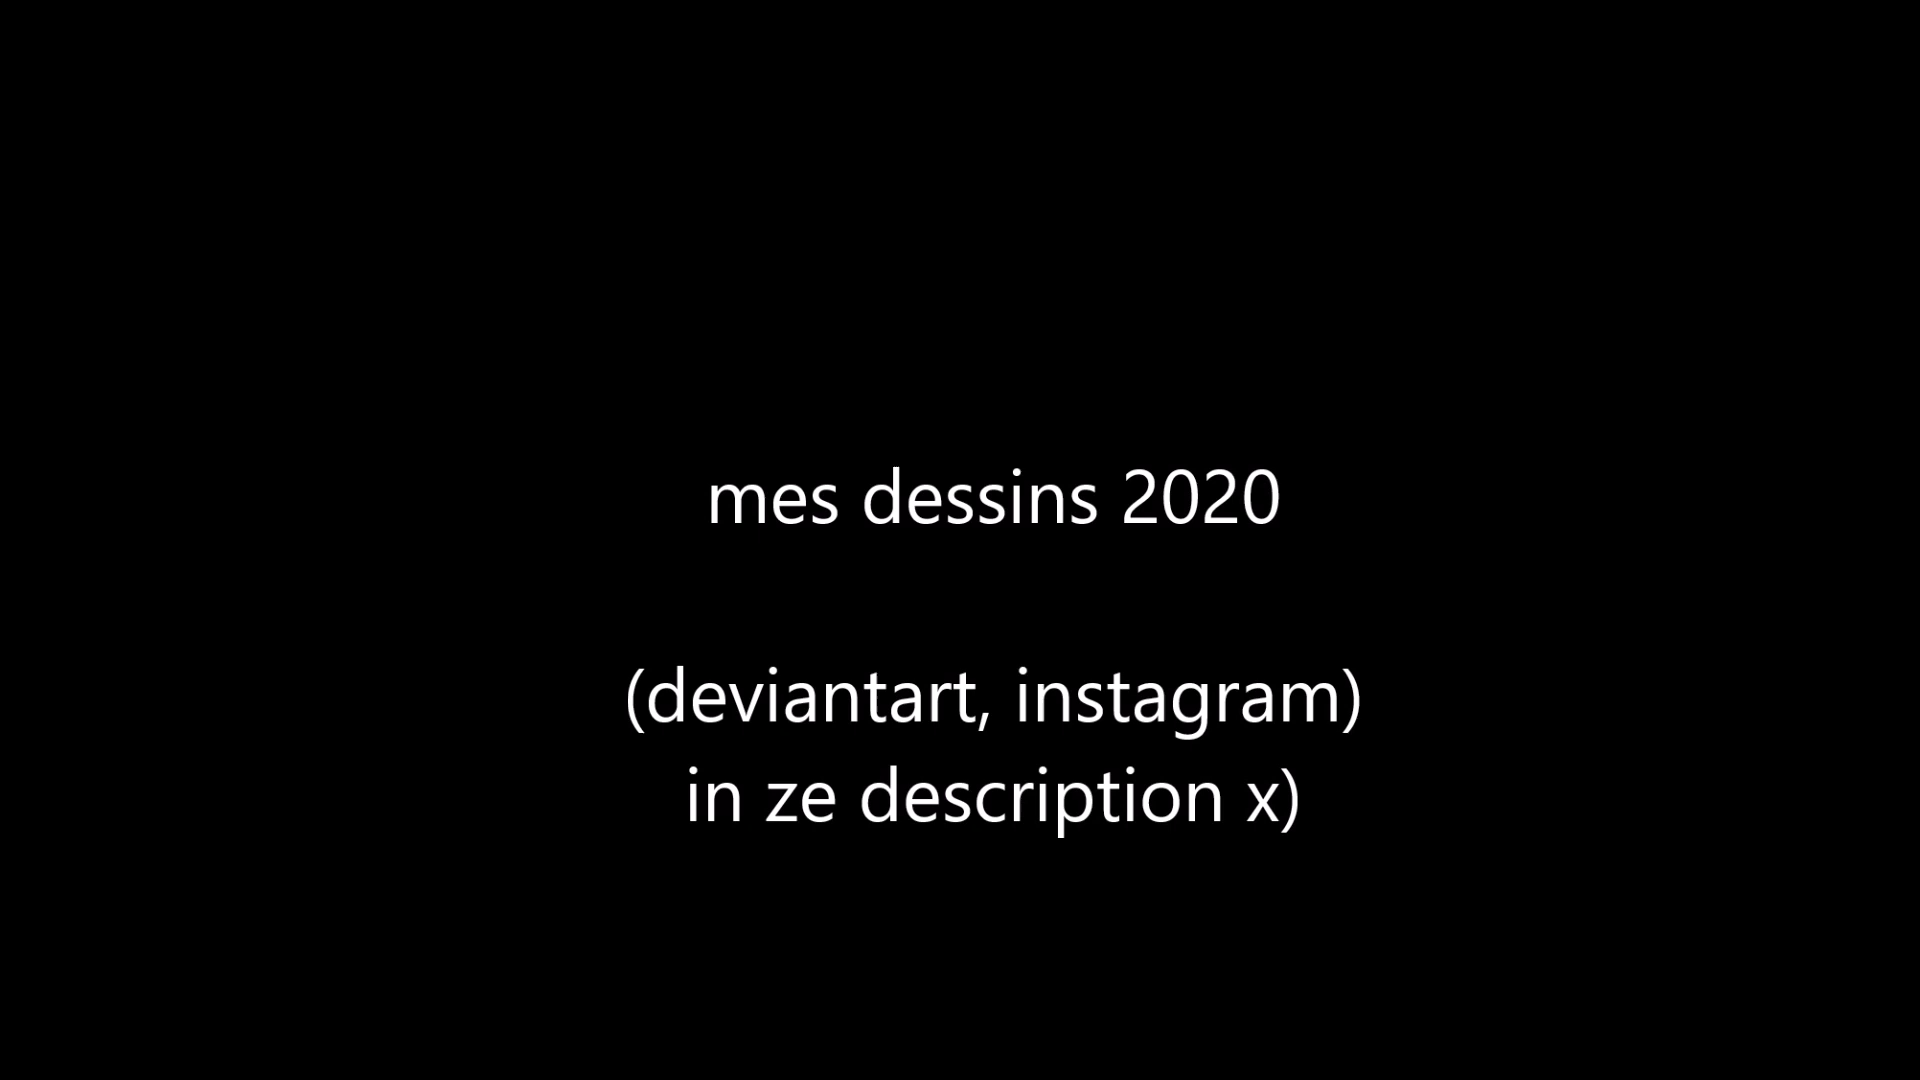 mes dessins 2020
(deviantart, instagram)
in ze description x)